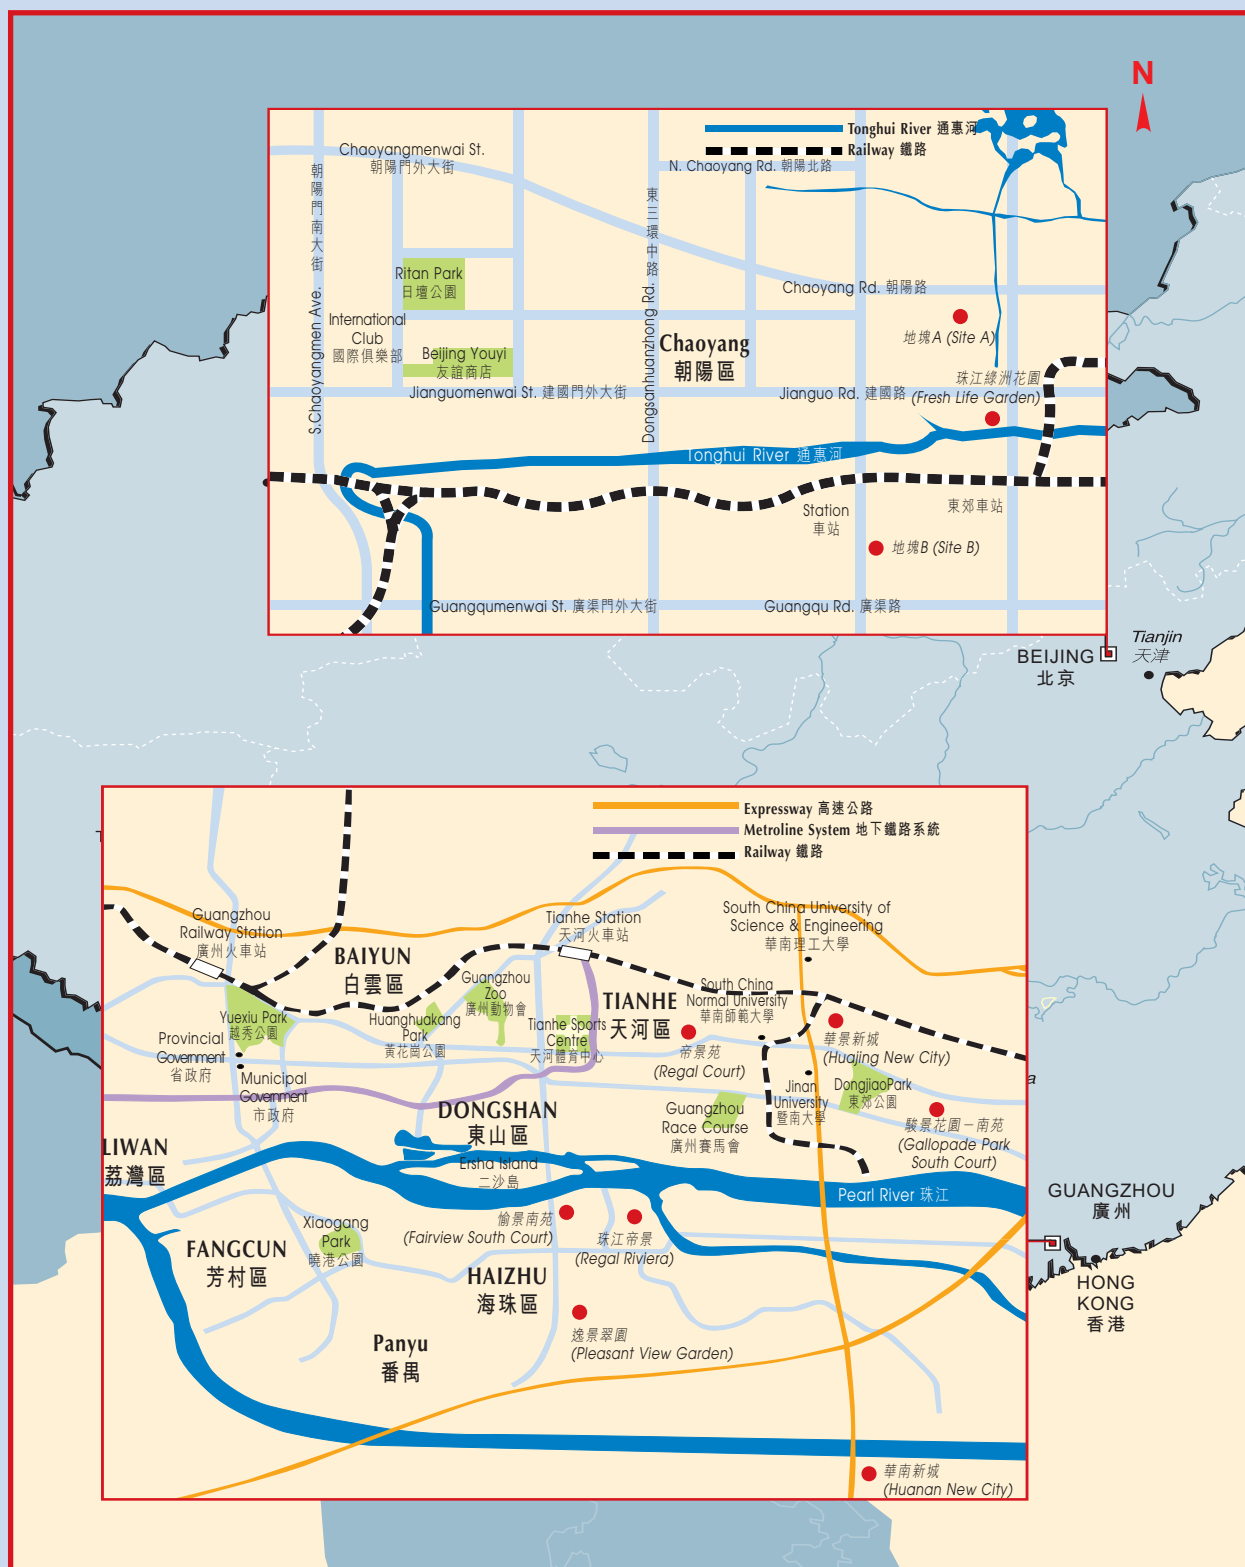 N
Tonghui River 通惠河
Railway 鐵路
Chaoyangmenwai St.
朝陽門外大街
N. Chaoyang Rd. 朝陽北路
朝陽門南大街
S.Chaoyangmen Ave.
東三環中路
Dongsanhuanzhong Rd.
Ritan Park
日壇公園
Chaoyang Rd. 朝陽路
International
Club
國際俱樂部
Beijing Youyi
友誼商店
Chaoyang
朝陽區
地塊A (Site A)
珠江綠洲花園
(Fresh Life Garden)
Jianguomenwai St. 建國門外大街
Jianguo Rd. 建國路
Tonghui River 通惠河
Station
車站
東郊車站
地塊B (Site B)
Guangqumenwai St. 廣渠門外大街
Guangqu Rd. 廣渠路
BEIJING
北京
Tianjin
天津
Expressway 高速公路
Metroline System 地下鐵路系統
Railway 鐵路
Guangzhou
Railway Station
廣州火車站
BAIYUN
白雲區
Tianhe Station
天河火車站
South China University of
Science & Engineering
華南理工大學
Guangzhou
Zoo
廣州動物會
South China
Normal University
華南師範大學
TIANHE
天河區
Yuexiu Park
越秀公園
Huanghuakang
Park
黃花崗公園
Tianhe Sports
Centre
天河體育中心
Provincial
Government
省政府
Municipal
Government
市政府
帝景苑
(Regal Court)
華景新城
(Huajing New City)
Jinan
University
暨南大學
DongjiaoPark
東郊公園
Guangzhou
Race Course
廣州賽馬會
駿景花園－南苑
(Gallopade Park
South Court)
DONGSHAN
東山區
LIWAN
荔灣區
Ersha Island
二沙島
Pearl River 珠江
愉景南苑
(Fairview South Court)
珠江帝景
(Regal Riviera)
Xiaogang
Park
曉港公園
FANGCUN
芳村區
HAIZHU
海珠區
逸景翠園
(Pleasant View Garden)
Panyu
番禺
華南新城
(Huanan New City)
GUANGZHOU
廣州
HONG
KONG
香港